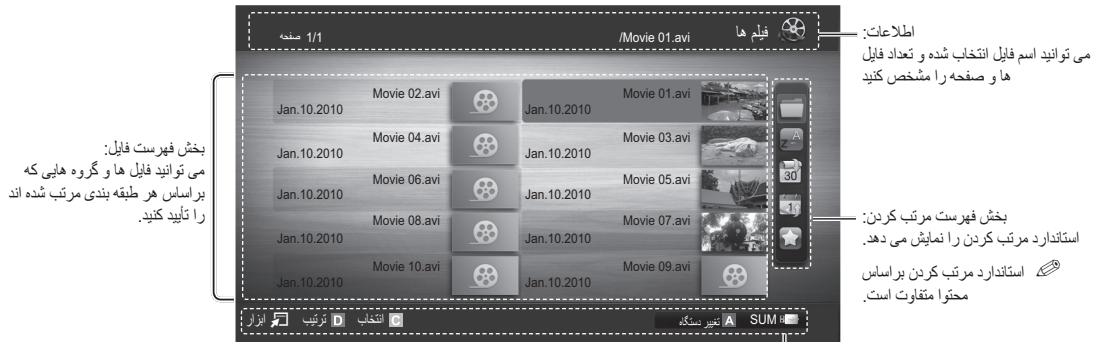 فیلم ها
/Movie 01.avi
1/1 صفحه
اطلاعات:
می توانید اسم فایل انتخاب شده و تعداد فایل
ها و صفحه را مشخص کنید
Movie 01.avi
Jan.10.2010
Movie 02.avi
Jan.10.2010
Movie 03.avi
Jan.10.2010
Movie 04.avi
Jan.10.2010
Movie 05.avi
Jan.10.2010
Movie 06.avi
Jan.10.2010
Movie 07.avi
Jan.10.2010
Movie 08.avi
Jan.10.2010
Movie 09.avi
Jan.10.2010
Movie 10.avi
Jan.10.2010
A
Z
30
1
بخش فهرست فایل:
می توانید فایل ها و گروه هایی که
براساس هر طبقه بندی مرتب شده اند
را تأیید کنید.
بخش فهرست مرتب کردن:
استاندارد مرتب کردن را نمایش می دهد.
استاندارد مرتب کردن براساس
محتوا متفاوت است.
SUM
A تغییر دستگاه
C انتخاب
D ترتیب
ابزار